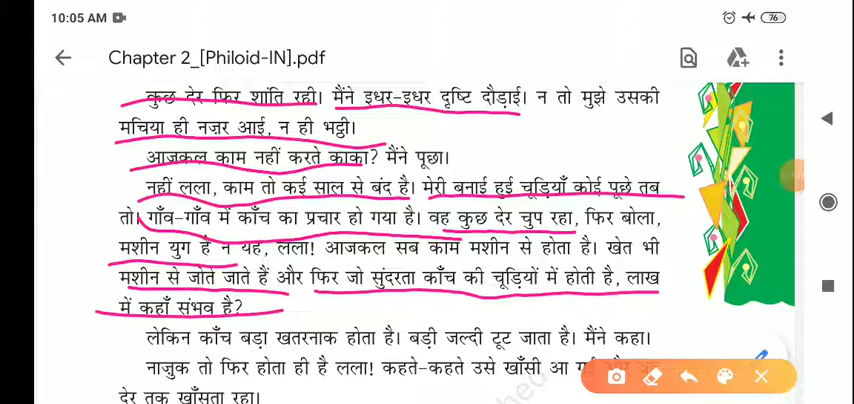 10:05 AM
76
Chapter 2_[Philoid-IN].pdf
कुछ देर फिर शांति रही। मैंने इधर-इधर दृष्टि दौड़ाई। न तो मुझे उसकी
मचिया ही नज़र आई, न ही भट्ठी।
आजकल काम नहीं करते काका? मैंने पूछा।
नहीं लला, काम तो कई साल से बंद है। मेरी बनाई हुई चूड़ियाँ कोई पूछे तब
तो। गाँव-गाँव में काँच का प्रचार हो गया है। वह कुछ देर चुप रहा, फिर बोला,
मशीन युग है न यह, लला! आजकल सब काम मशीन से होता है। खेत भी
मशीन से जोते जाते हैं और फिर जो सुंदरता काँच की चूड़ियों में होती है, लाख
में कहाँ संभव है?
लेकिन काँच बड़ा खतरनाक होता है। बड़ी जल्दी टूट जाता है। मैंने कहा।
नाज़ुक तो फिर होता ही है लला! कहते-कहते उसे खाँसी आ
देर तक खाँसता रहा।